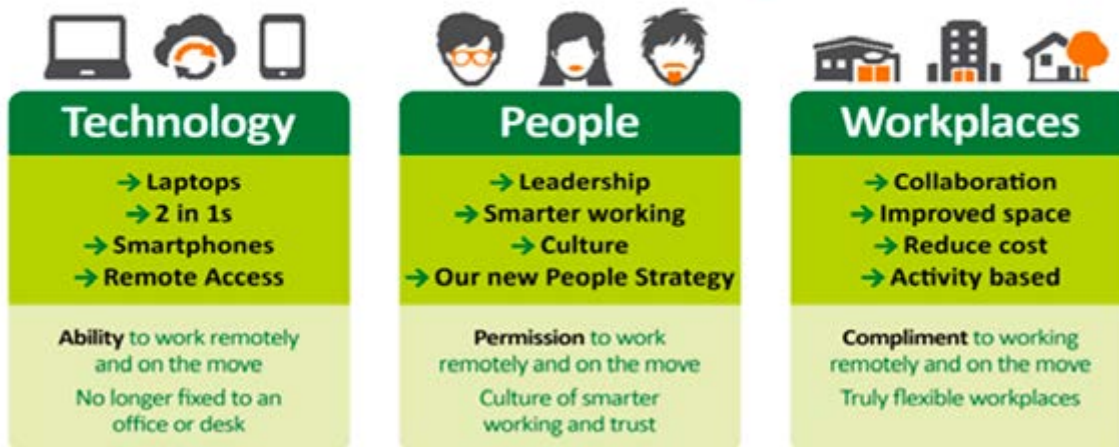 Technology
→ Laptops
→ 2 in 1s
→ Smartphones
→ Remote Access
Ability to work remotely
and on the move
No longer fixed to an
office or desk
People
→ Leadership
→ Smarter working
→ Culture
→ Our new People Strategy
Permission to work
remotely and on the move
Culture of smarter
working and trust
Workplaces
→ Collaboration
→ Improved space
→ Reduce cost
→ Activity based
Compliment to working
remotely and on the move
Truly flexible workplaces